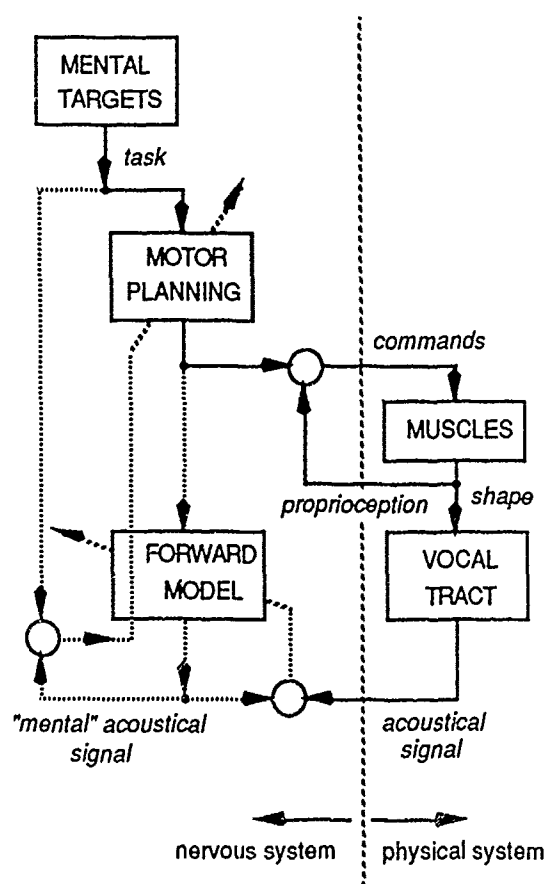 MENTAL
TARGETS
task
MOTOR
PLANNING
commands
MUSCLES
proprioception
shape
FORWARD
MODEL
VOCAL
TRACT
"mental" acoustical
signal
acoustical
signal
nervous system
physical system